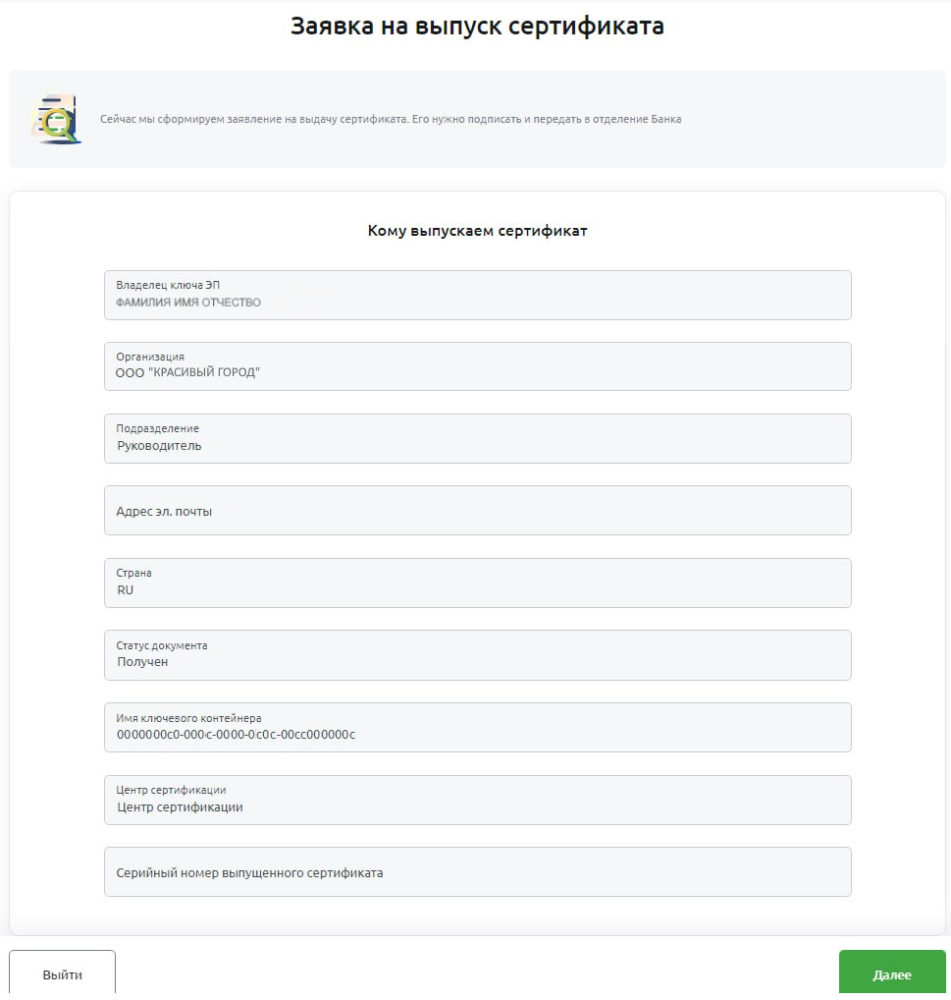 Заявка на выпуск сертификата
Сейчас мы сформируем заявление на выдачу сертификата. Его нужно подписать и передать в отделение Банка
Кому выпускаем сертификат
Владелец ключа ЭП
ФАМИЛИЯ ИМЯ ОТЧЕСТВО
Организация
ООО "КРАСИВЫЙ ГОРОД"
Подразделение
Руководитель
Адрес эл. почты
Страна
RU
Статус документа
Получен
Имя ключевого контейнера
0000000c0-000c-0000-0c0c-00cc000000c
Центр сертификации
Центр сертификации
Серийный номер выпущенного сертификата
Выйти
Далее